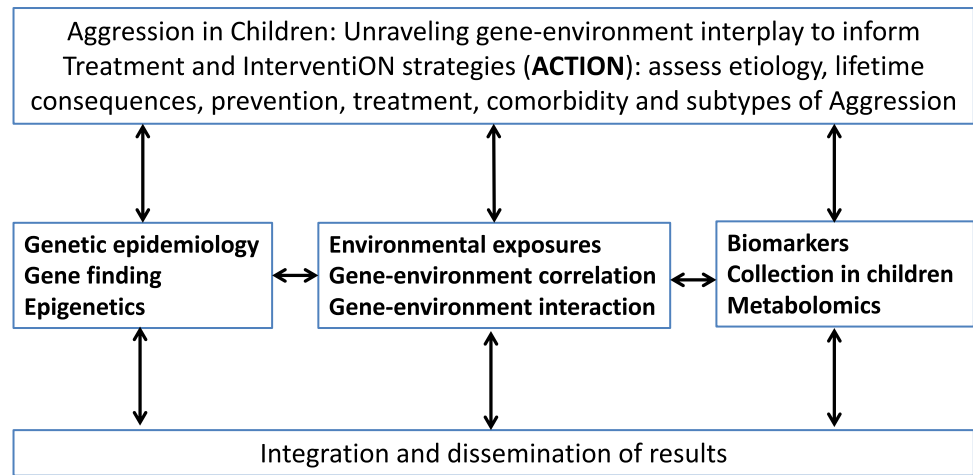 Aggression in Children: Unraveling gene-environment interplay to inform
Treatment and InterventiON strategies (ACTION): assess etiology, lifetime
consequences, prevention, treatment, comorbidity and subtypes of Aggression
Genetic epidemiology
Gene finding
Epigenetics
Environmental exposures
Gene-environment correlation
Gene-environment interaction
Biomarkers
Collection in children
Metabolomics
Integration and dissemination of results